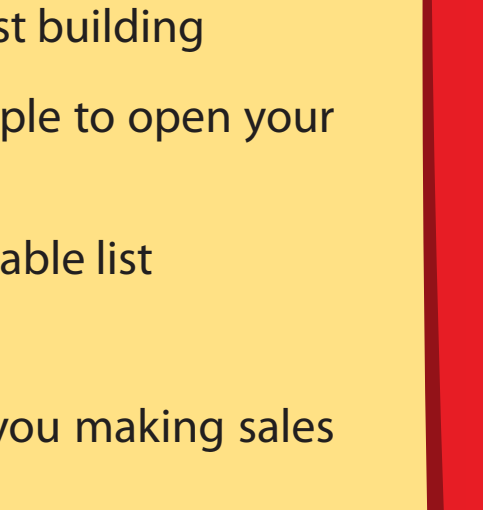 st building
ple to open your
able list
you making sales